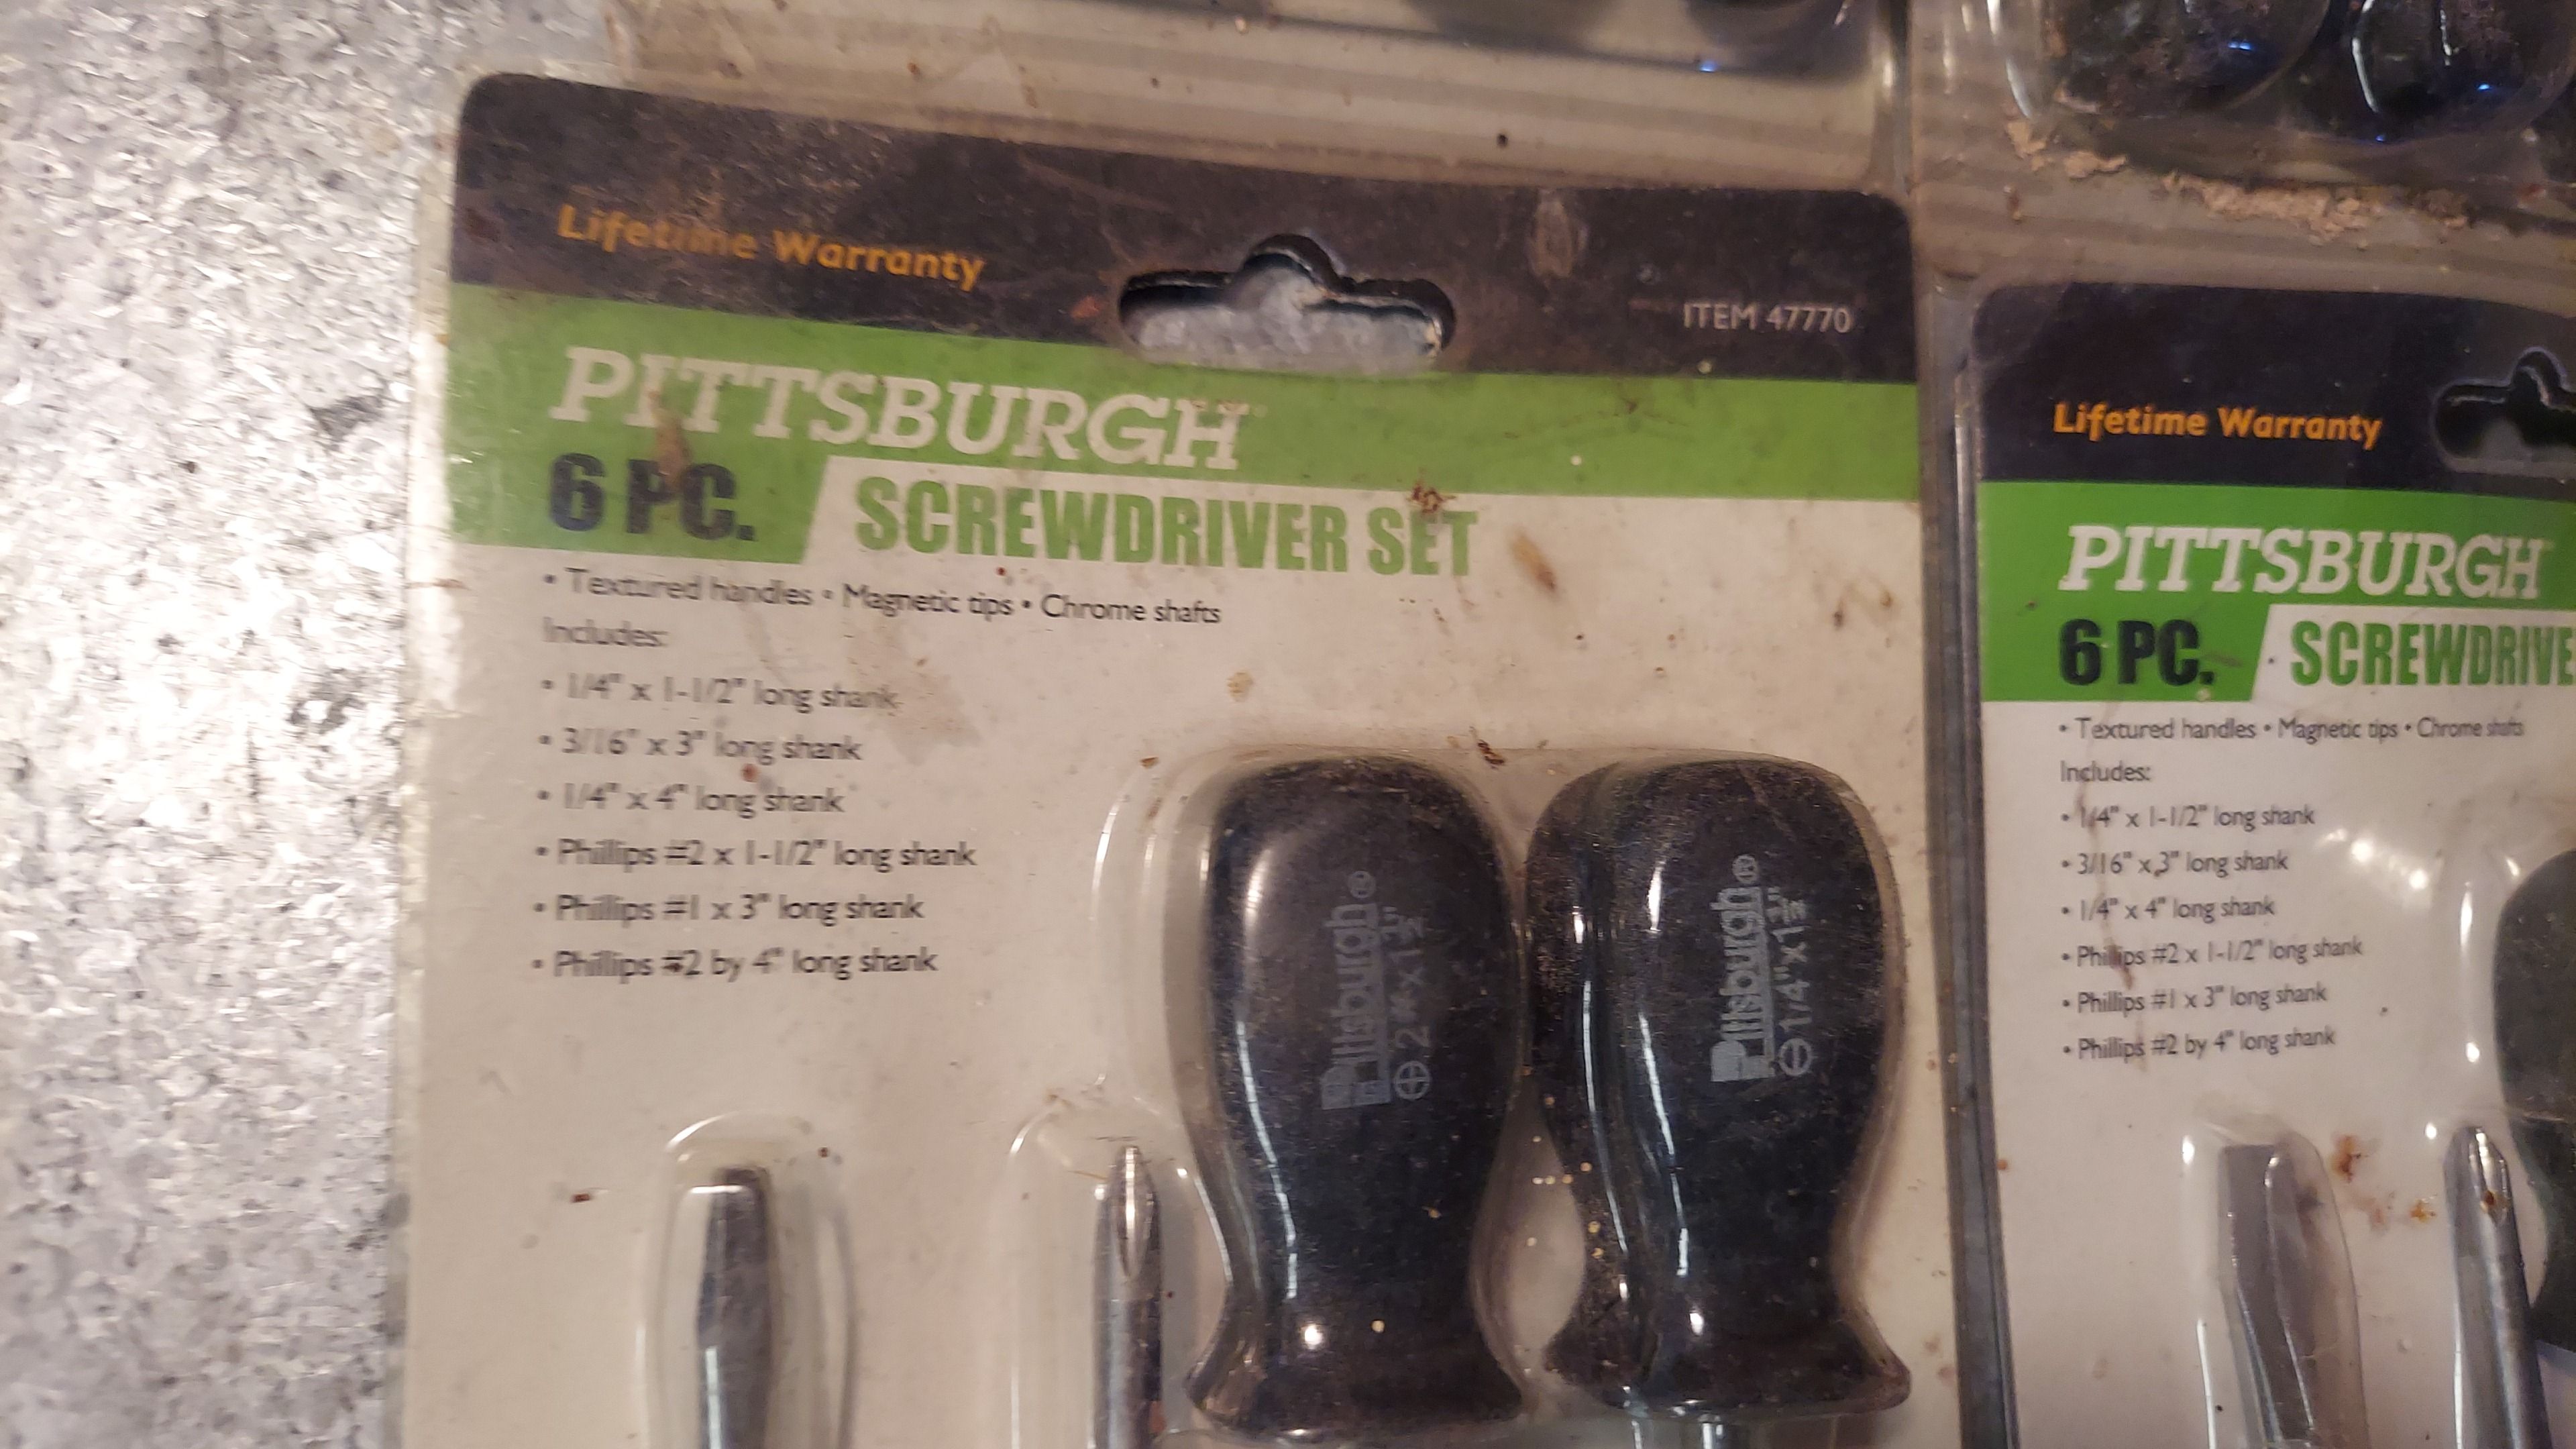 Lifetime Warranty
ITEM 47770
PITTSBURGH
6 PC. SCREWDRIVER SET
• Textured handles • Magnetic tips • Chrome shafts
Includes:
• 1/4" x 1-1/2" long shank
• 3/16" x 3" long shank
• 1/4" x 4" long shank
• Phillips #2 x 1-1/2" long shank
• Phillips #1 x 3" long shank
• Phillips #2 by 4" long shank
Pittsburgh®
2# x 1 1/2"
Pittsburgh®
1/4" x 1 1/2"
Lifetime Warranty
PITTSBURGH
6 PC. SCREWDRIVE
• Textured handles • Magnetic tips • Chrome shafts
Includes:
• 1/4" x 1-1/2" long shank
• 3/16" x 3" long shank
• 1/4" x 4" long shank
• Phillips #2 x 1-1/2" long shank
• Phillips #1 x 3" long shank
• Phillips #2 by 4" long shank